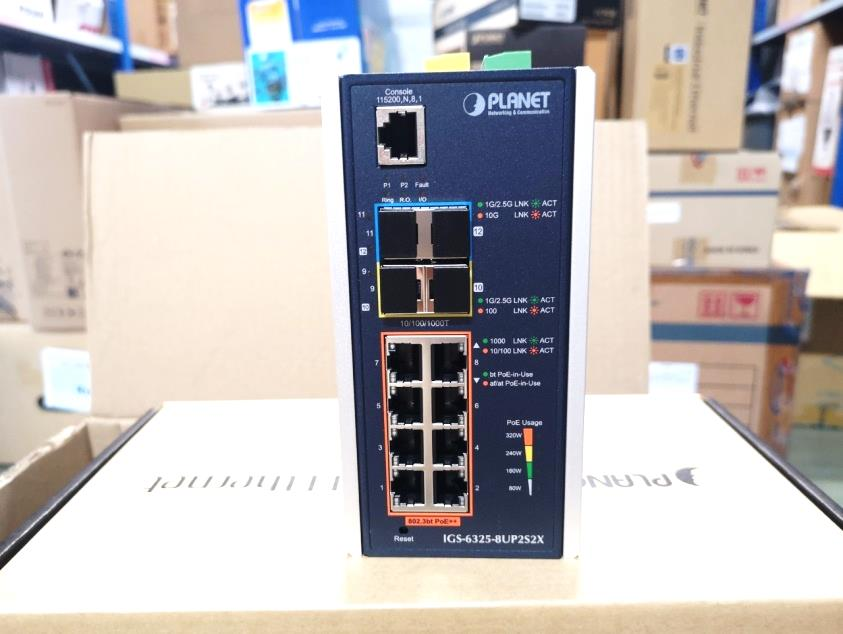 Console
115200,N,8,1
PLANET
Networking & Communication
P1 P2 Fault
Ring R.O. I/O
1G/2.5G LNK ACT
10G LNK ACT
11
11
12
12
9
9
10
10
1G/2.5G LNK ACT
100 LNK ACT
10/100/1000T
1000 LNK ACT
10/100 LNK ACT
7
8
bt PoE-in-Use
af/at PoE-in-Use
5
6
PoE Usage
320W
240W
160W
80W
3
4
1
2
802.3bt PoE++
Reset
IGS-6325-8UP2S2X